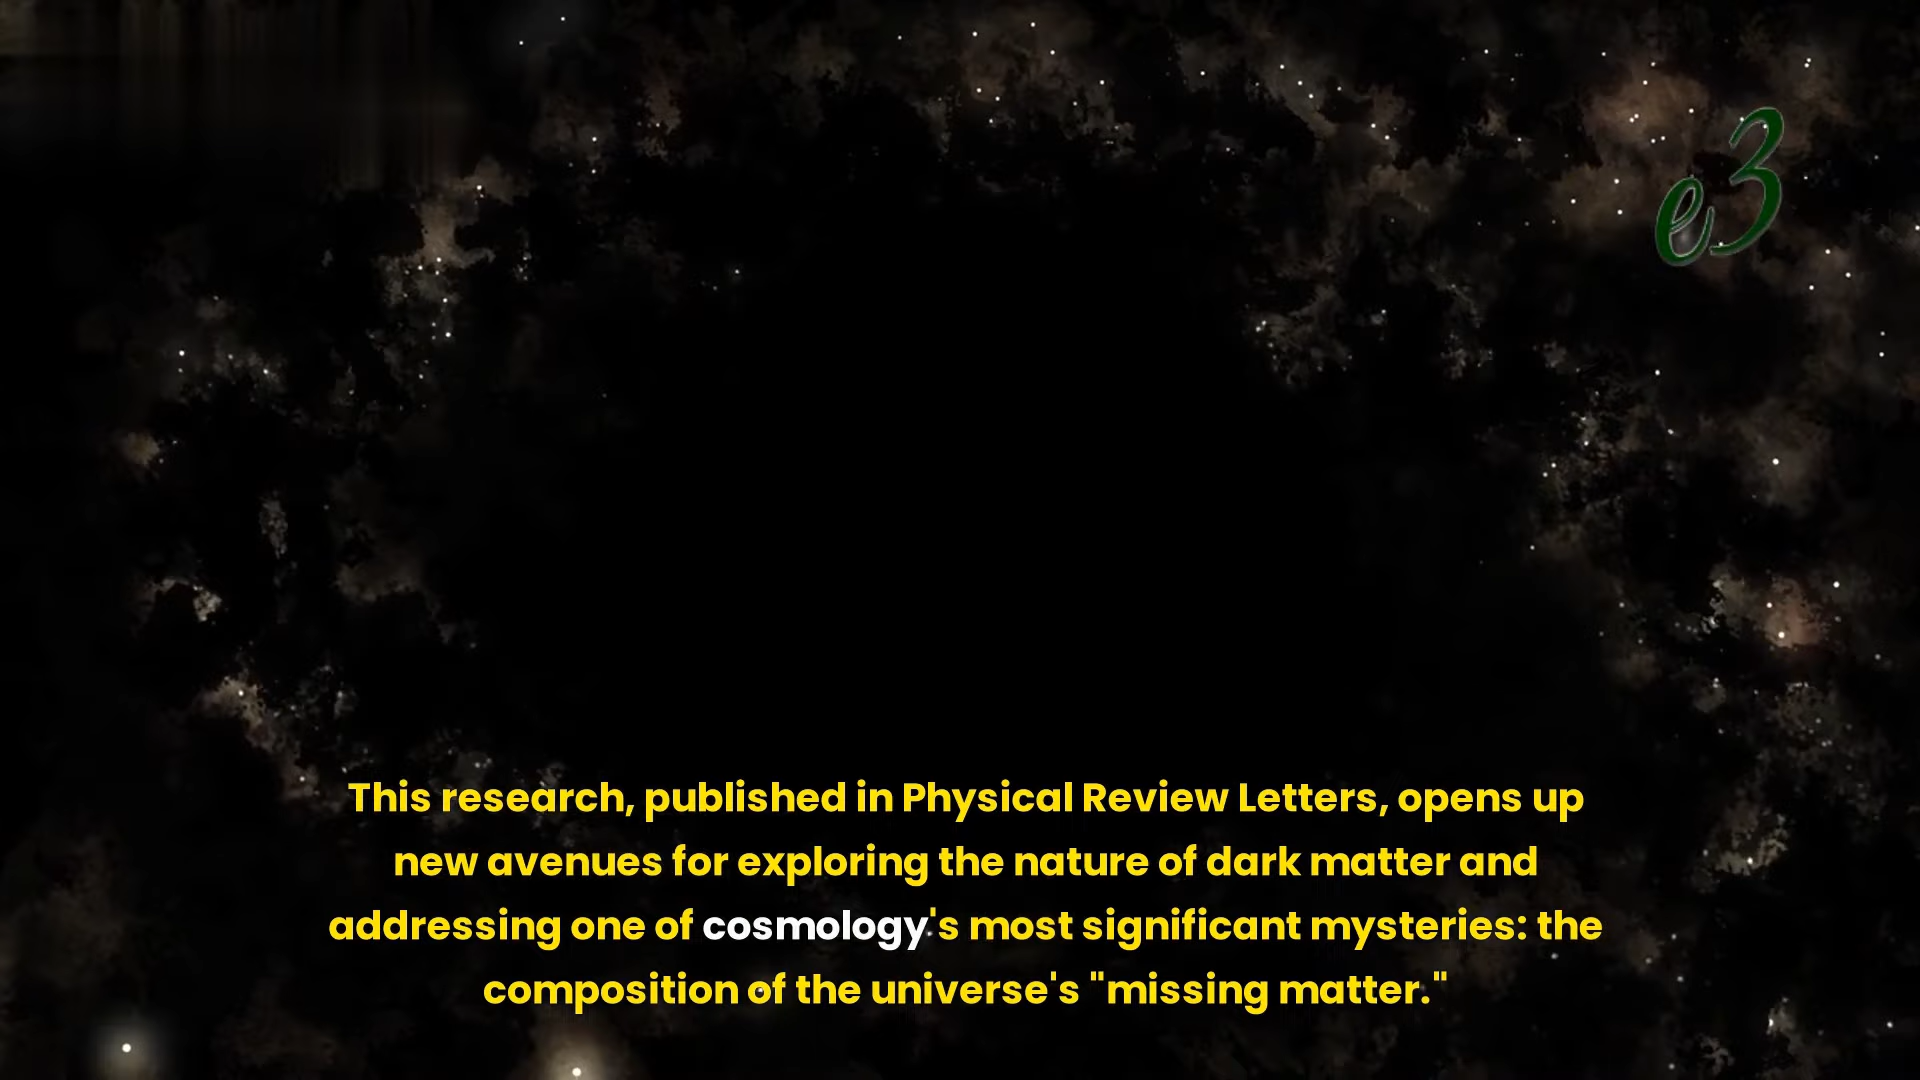 e3
This research, published in Physical Review Letters, opens up
new avenues for exploring the nature of dark matter and
addressing one of cosmology's most significant mysteries: the
composition of the universe's "missing matter."